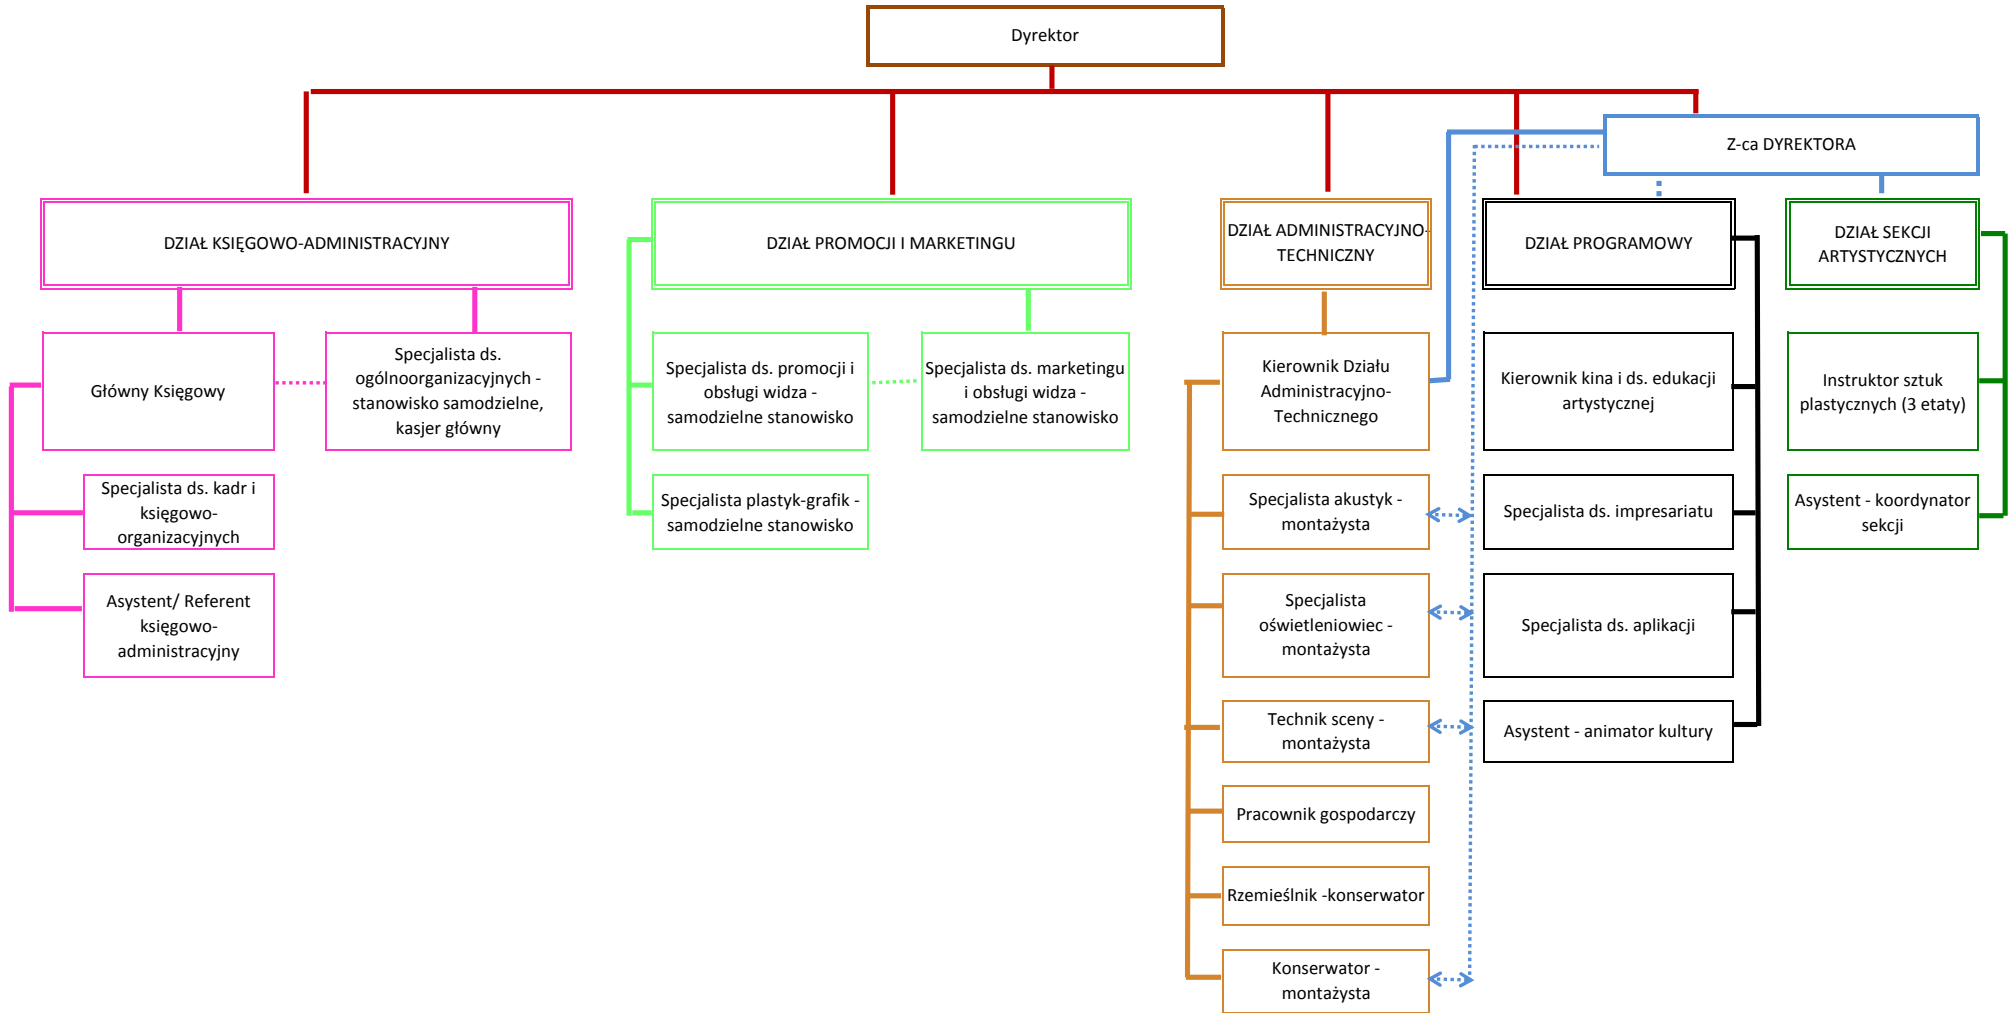 Dyrektor
Z-ca DYREKTORA
DZIAŁ KSIĘGOWO-ADMINISTRACYJNY
DZIAŁ PROMOCJI I MARKETINGU
DZIAŁ ADMINISTRACYJNO-
TECHNICZNY
DZIAŁ PROGRAMOWY
DZIAŁ SEKCJI
ARTYSTYCZNYCH
Główny Księgowy
Specjalista ds.
ogólnoorganizacyjnych -
stanowisko samodzielne,
kasjer główny
Specjalista ds. promocji i
obsługi widza -
samodzielne stanowisko
Specjalista ds. marketingu
i obsługi widza -
samodzielne stanowisko
Kierownik Działu
Administracyjno-
Technicznego
Kierownik kina i ds. edukacji
artystycznej
Instruktor sztuk
plastycznych (3 etaty)
Specjalista ds. kadr i
księgowo-
organizacyjnych
Specjalista plastyk-grafik -
samodzielne stanowisko
Specjalista akustyk -
montażysta
Specjalista ds. impresariatu
Asystent - koordynator
sekcji
Asystent/ Referent
księgowo-
administracyjny
Specjalista
oświetleniowiec -
montażysta
Specjalista ds. aplikacji
Technik sceny -
montażysta
Asystent - animator kultury
Pracownik gospodarczy
Rzemieślnik -konserwator
Konserwator -
montażysta